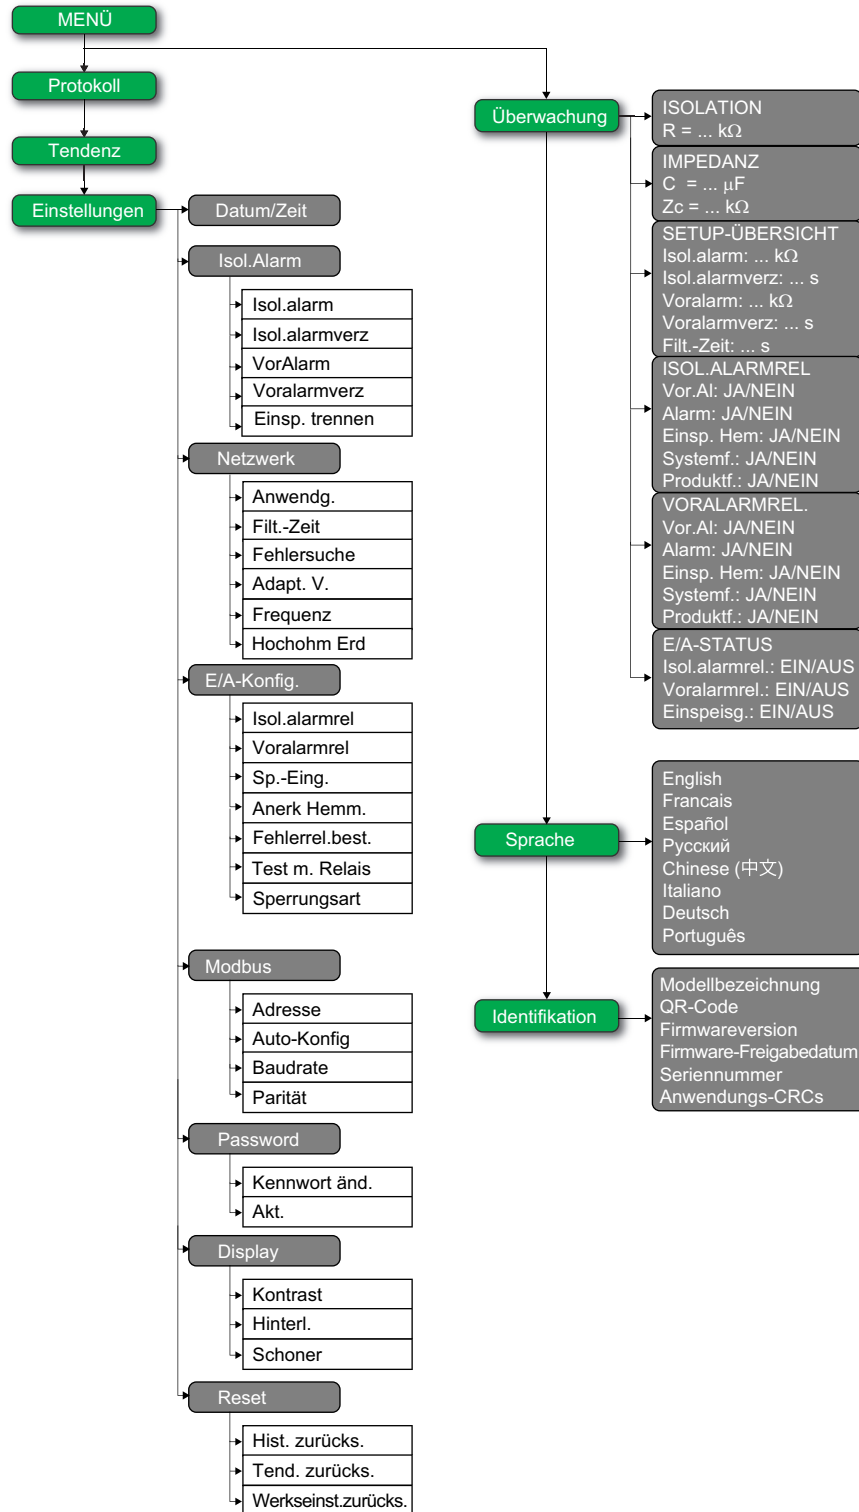 MENÜ
Protokoll
Tendenz
Einstellungen
Datum/Zeit
Isol.Alarm
Isol.alarm
Isol.alarmverz
VorAlarm
Voralarmverz
Einsp. trennen
Netzwerk
Anwendg.
Filt.-Zeit
Fehlersuche
Adapt. V.
Frequenz
Hochohm Erd
E/A-Konfig.
Isol.alarmrel
Voralarmrel
Sp.-Eing.
Anerk Hemm.
Fehlerrel.best.
Test m. Relais
Sperrungsart
Modbus
Adresse
Auto-Konfig
Baudrate
Parität
Password
Kennwort änd.
Akt.
Display
Kontrast
Hinterl.
Schoner
Reset
Hist. zurücks.
Tend. zurücks.
Werkseinst.zurücks.
Überwachung
ISOLATION
R = ... kΩ
IMPEDANZ
C = ... µF
Zc = ... kΩ
SETUP-ÜBERSICHT
Isol.alarm: ... kΩ
Isol.alarmverz: ... s
Voralarm: ... kΩ
Voralarmverz: ... s
Filt.-Zeit: ... s
ISOL.ALARMREL
Vor.Al: JA/NEIN
Alarm: JA/NEIN
Einsp. Hem: JA/NEIN
Systemf.: JA/NEIN
Produktf.: JA/NEIN
VORALARMREL.
Vor.Al: JA/NEIN
Alarm: JA/NEIN
Einsp. Hem: JA/NEIN
Systemf.: JA/NEIN
Produktf.: JA/NEIN
E/A-STATUS
Isol.alarmrel.: EIN/AUS
Voralarmrel.: EIN/AUS
Einspeisg.: EIN/AUS
Sprache
English
Francais
Español
Русский
Chinese (中文)
Italiano
Deutsch
Português
Identifikation
Modellbezeichnung
QR-Code
Firmwareversion
Firmware-Freigabedatum
Seriennummer
Anwendungs-CRCs